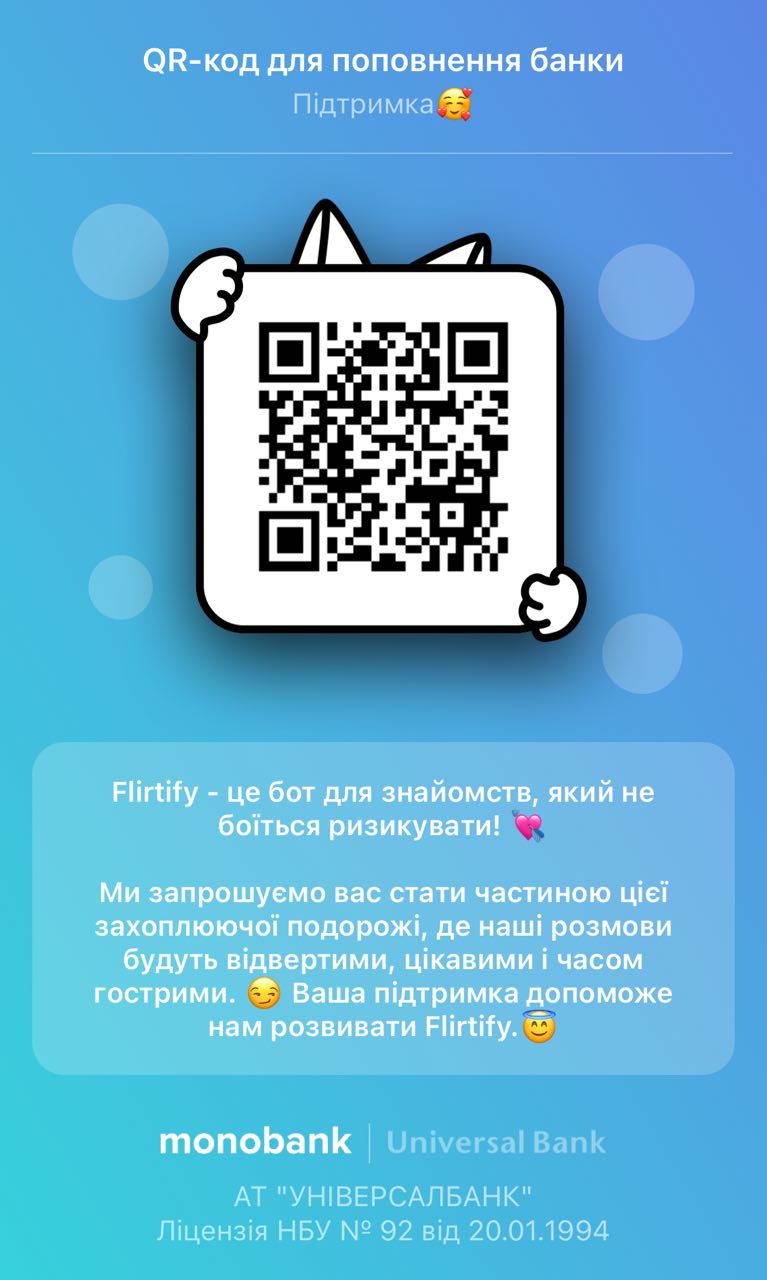 QR-код для поповнення банки
Підтримка🥰
Flirtify - це бот для знайомств, який не
боїться ризикувати! 💘
Ми запрошуємо вас стати частиною цієї
захоплюючої подорожі, де наші розмови
будуть відвертими, цікавими і часом
гострими. 😏 Ваша підтримка допоможе
нам розвивати Flirtify.😇
monobank | Universal Bank
АТ "УНІВЕРСАЛБАНК"
Ліцензія НБУ № 92 від 20.01.1994